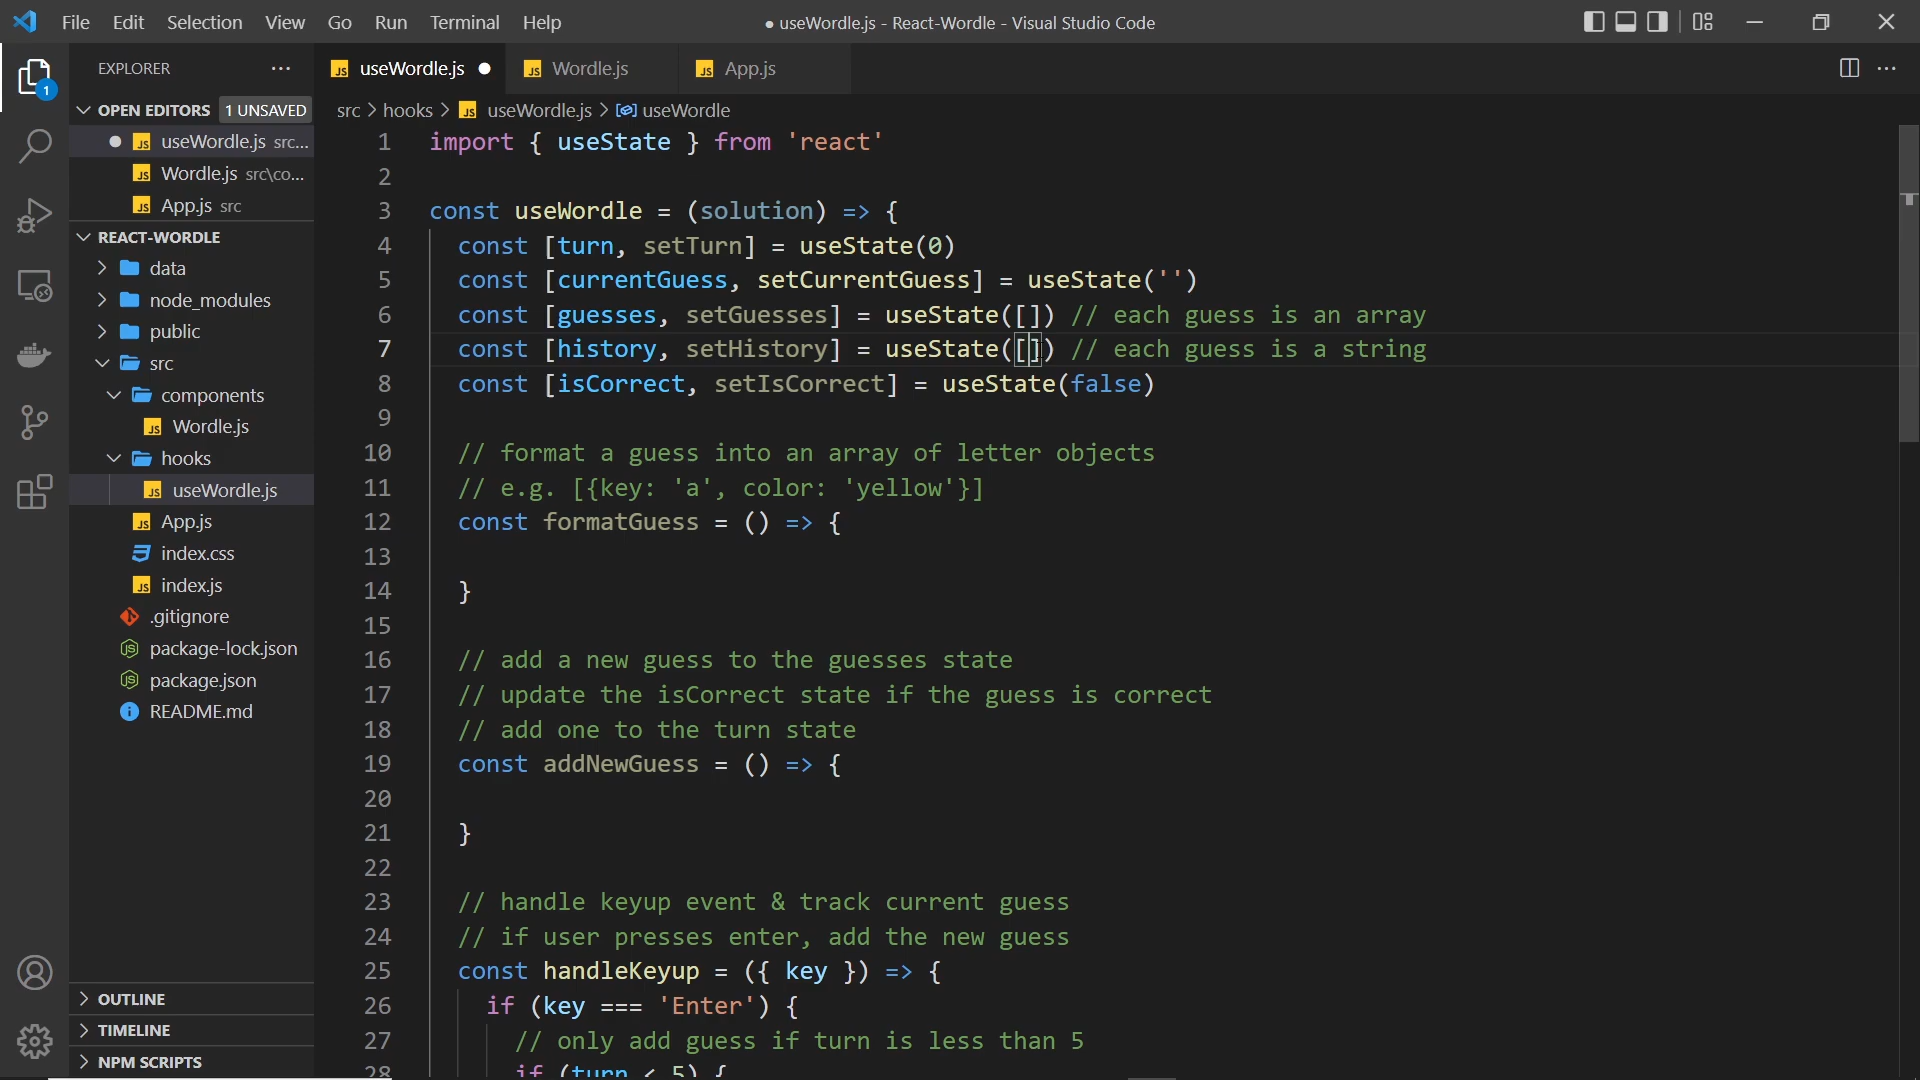 File Edit Selection View Go Run Terminal Help
● useWordle.js - React-Wordle - Visual Studio Code
EXPLORER
useWordle.js
Wordle.js
App.js
1
OPEN EDITORS 1 UNSAVED
useWordle.js src...
Wordle.js src\co...
App.js src
REACT-WORDLE
data
node_modules
public
src
components
Wordle.js
hooks
useWordle.js
App.js
index.css
index.js
.gitignore
package-lock.json
package.json
README.md
OUTLINE
TIMELINE
NPM SCRIPTS
src > hooks > JS useWordle.js > useWordle
1 import { useState } from 'react'
2
3 const useWordle = (solution) => {
4 const [turn, setTurn] = useState(0)
5 const [currentGuess, setCurrentGuess] = useState('')
6 const [guesses, setGuesses] = useState([]) // each guess is an array
7 const [history, setHistory] = useState([]) // each guess is a string
8 const [isCorrect, setIsCorrect] = useState(false)
9
10 // format a guess into an array of letter objects
11 // e.g. [{key: 'a', color: 'yellow'}]
12 const formatGuess = () => {
13
14 }
15
16 // add a new guess to the guesses state
17 // update the isCorrect state if the guess is correct
18 // add one to the turn state
19 const addNewGuess = () => {
20
21 }
22
23 // handle keyup event & track current guess
24 // if user presses enter, add the new guess
25 const handleKeyup = ({ key }) => {
26 if (key === 'Enter') {
27 // only add guess if turn is less than 5
28 if (turn < 5) {